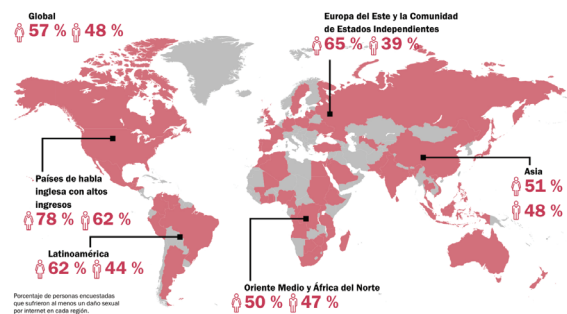 Global
57 % 48 %
Europa del Este y la Comunidad
de Estados Independientes
65 % 39 %
Países de habla
inglesa con altos
ingresos
78 % 62 %
Asia
51 %
48 %
Latinoamérica
62 % 44 %
Oriente Medio y África del Norte
50 % 47 %
Porcentaje de personas encuestadas
que sufrieron al menos un daño sexual
por internet en cada región.